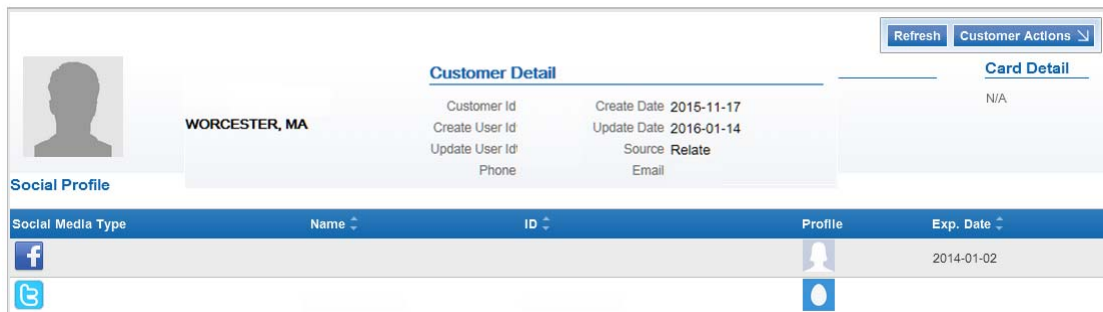 Refresh Customer Actions
Customer Detail Card Detail
Customer Id Create Date 2015-11-17 N/A
WORCESTER, MA Create User Id Update Date 2016-01-14
Update User Id Source Relate
Phone Email
Social Profile
Social Media Type Name ID Profile Exp. Date
f 2014-01-02
t